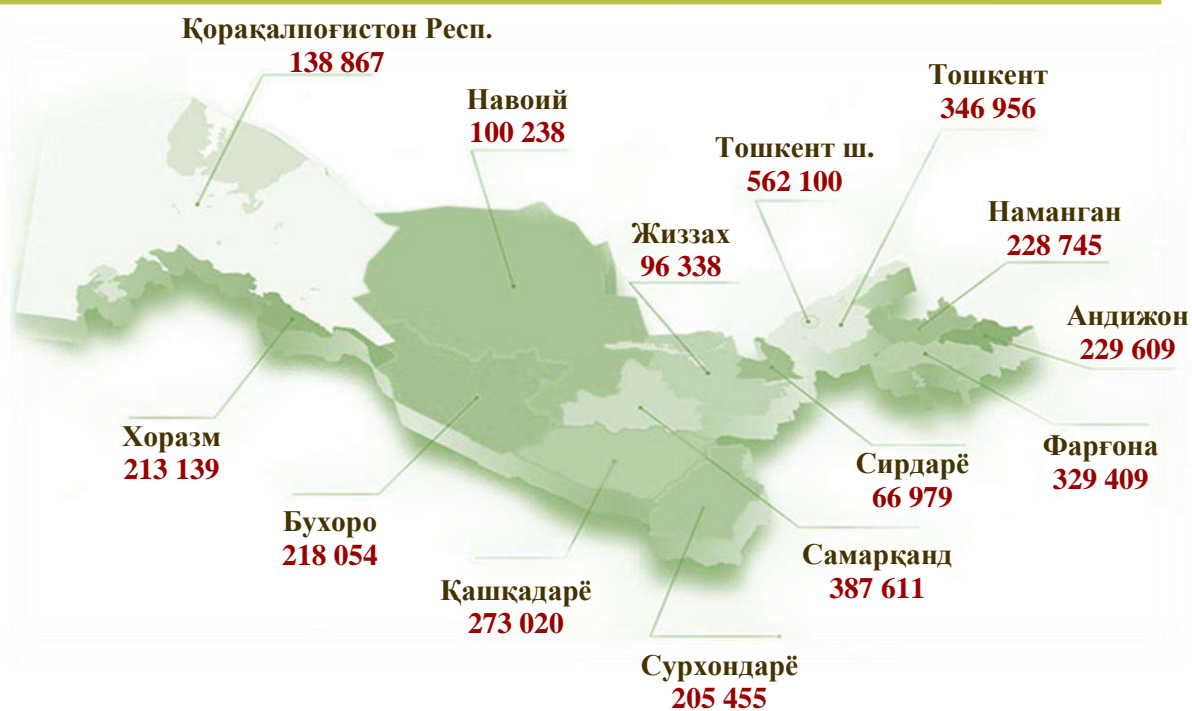 Қорақалпоғистон Респ.
138 867
Навоий
100 238
Тошкент
346 956
Тошкент ш.
562 100
Наманган
228 745
Жиззах
96 338
Андижон
229 609
Хоразм
213 139
Фарғона
329 409
Сирдарё
66 979
Бухоро
218 054
Самарқанд
387 611
Қашқадарё
273 020
Сурхондарё
205 455